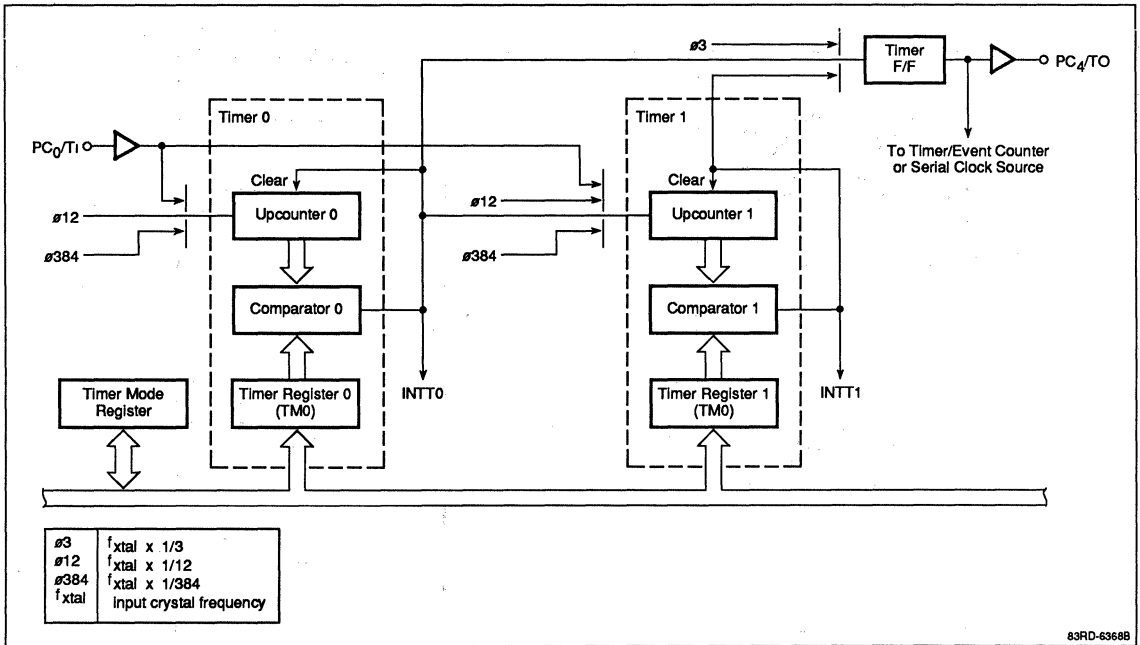 ø3
Timer
F/F
PC4/TO
Timer 0
Timer 1
PC0/TI
To Timer/Event Counter
or Serial Clock Source
Clear
Clear
ø12
Upcounter 0
ø12
Upcounter 1
ø384
ø384
Comparator 0
Comparator 1
Timer Mode
Register
Timer Register 0
(TM0)
INTT0
Timer Register 1
(TM0)
INTT1
ø3 fxtal x 1/3
ø12 fxtal x 1/12
ø384 fxtal x 1/384
fxtal input crystal frequency
83RD-6368B